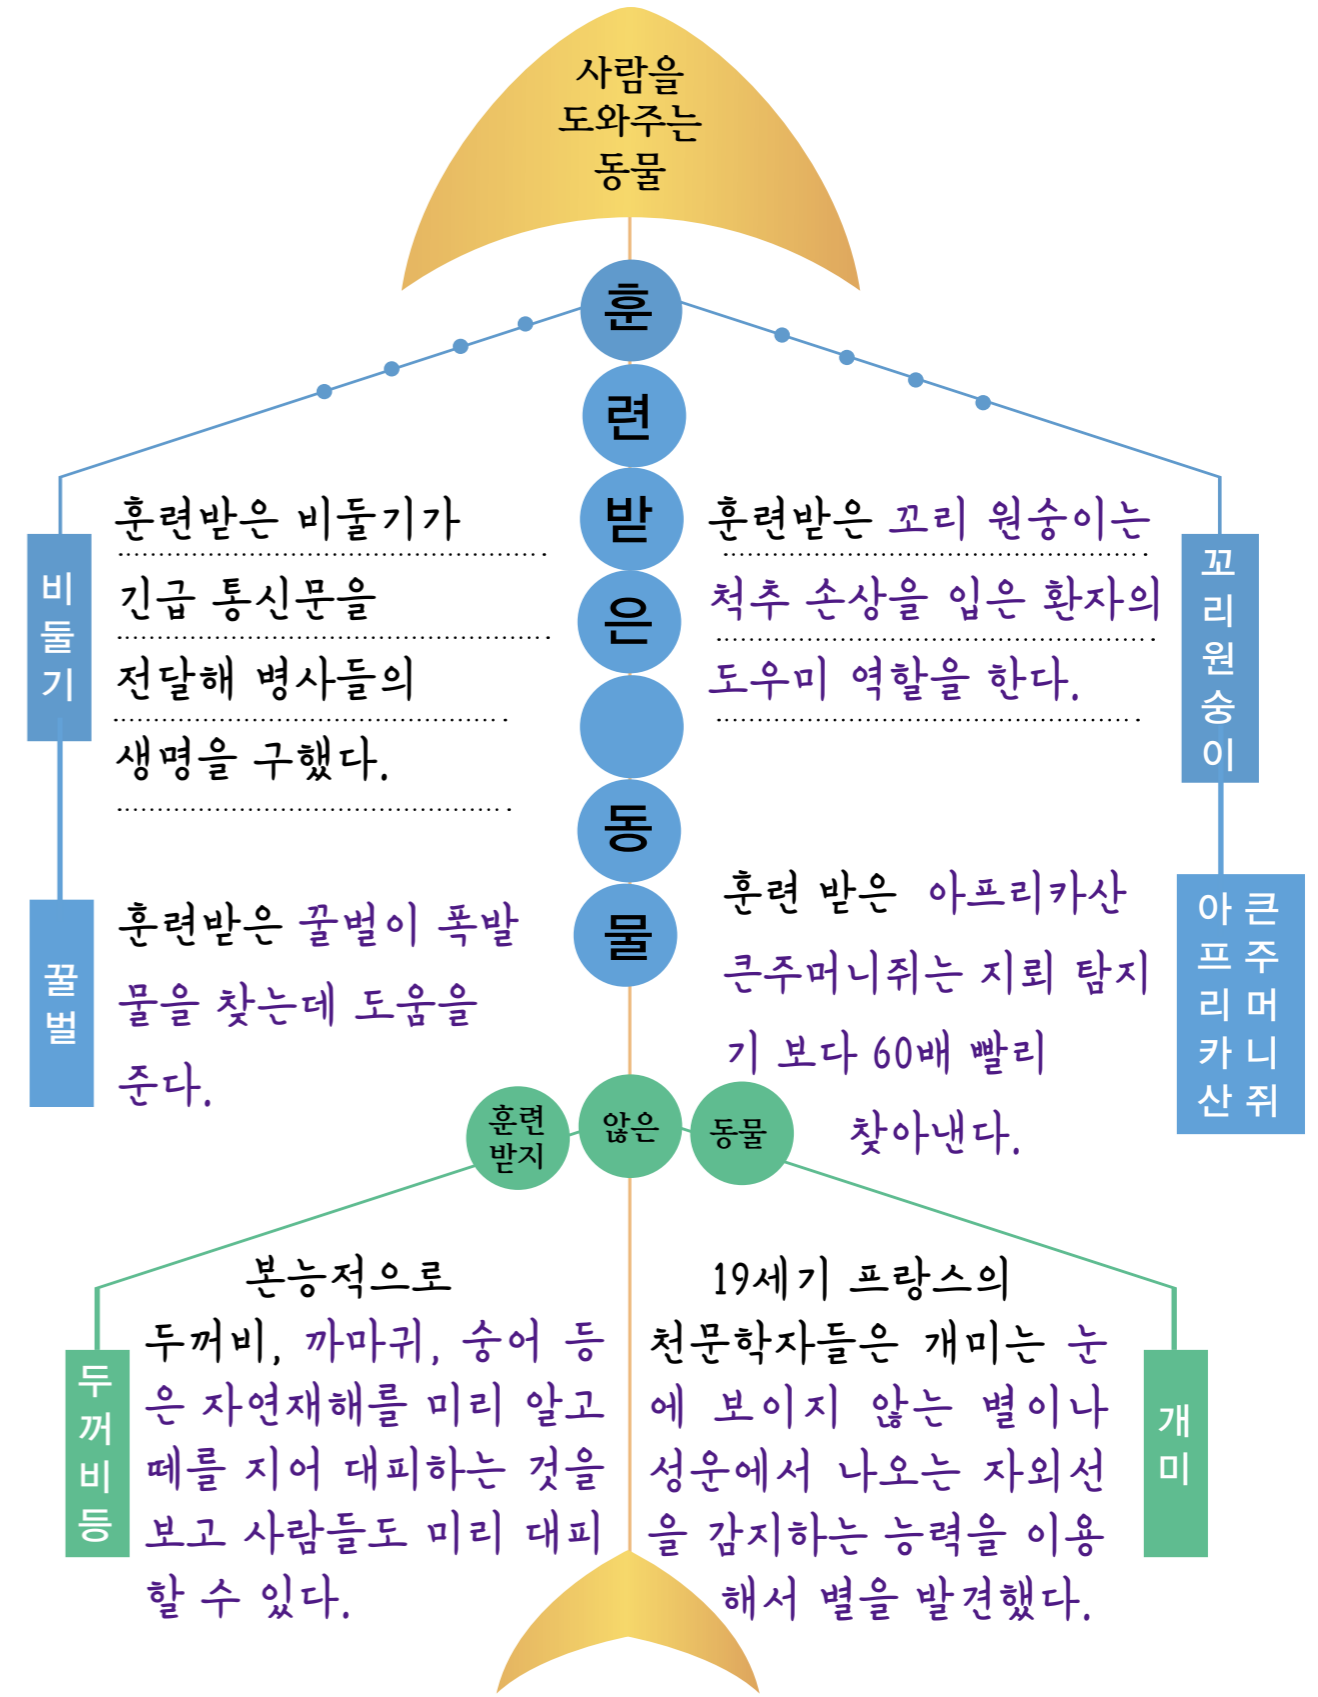 사람을
도와주는
동물
훈
련
받
은
동
물
비
둘
기
훈련받은 비둘기가
긴급 통신문을
전달해 병사들의
생명을 구했다.
훈련받은 꼬리 원숭이는
척추 손상을 입은 환자의
도우미 역할을 한다.
꼬
리
원
숭
이
꿀
벌
훈련받은 꿀벌이 폭발
물을 찾는데 도움을
준다.
훈련 받은 아프리카산
큰주머니쥐는 지뢰 탐지
기 보다 60배 빨리
찾아낸다.
아 큰
프 주
리 머
카 니
산 쥐
훈련
받지
않은
동물
두
꺼
비
등
본능적으로
두꺼비, 까마귀, 숭어 등
은 자연재해를 미리 알고
떼를 지어 대피하는 것을
보고 사람들도 미리 대피
할 수 있다.
19세기 프랑스의
천문학자들은 개미는 눈
에 보이지 않는 별이나
성운에서 나오는 자외선
을 감지하는 능력을 이용
해서 별을 발견했다.
개
미